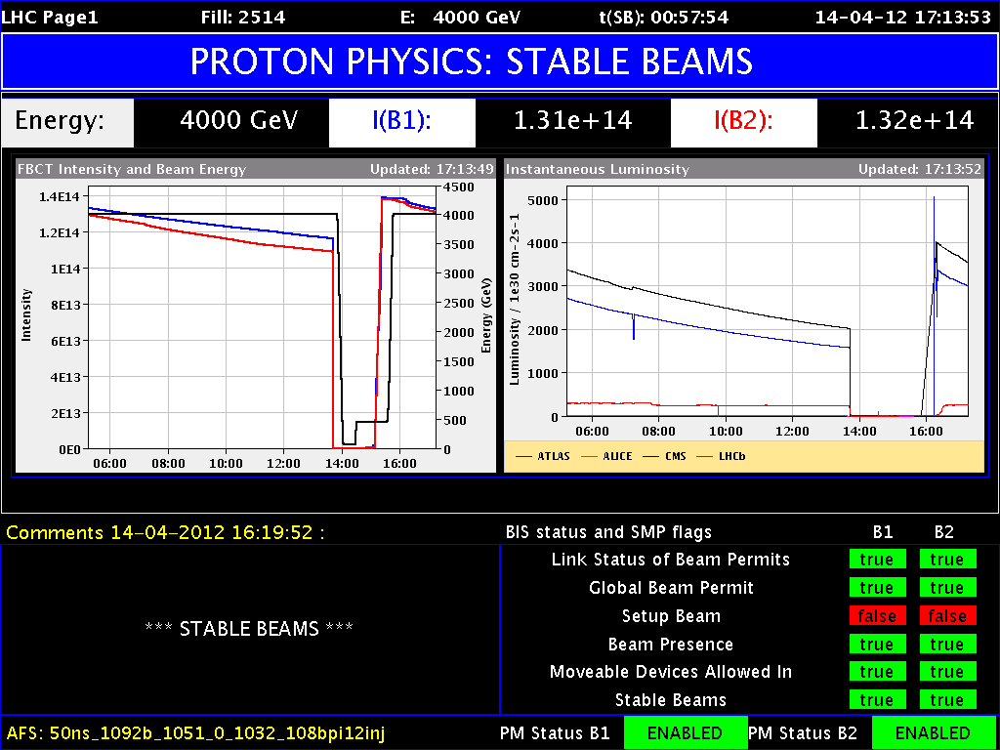 LHC Page1 Fill: 2514 E: 4000 GeV t(SB): 00:57:54 14-04-12 17:13:53
PROTON PHYSICS: STABLE BEAMS
Energy: 4000 GeV I(B1): 1.31e+14 I(B2): 1.32e+14
FBCT Intensity and Beam Energy Updated: 17:13:49
1.4E14
1.2E14
1E14
8E13
6E13
4E13
2E13
0E0
Intensity
4500
4000
3500
3000
2500
2000
1500
1000
500
0
Energy (GeV)
06:00 08:00 10:00 12:00 14:00 16:00
Instantaneous Luminosity Updated: 17:13:52
5000
4000
3000
2000
1000
0
Luminosity / 1e30 cm-2s-1
06:00 08:00 10:00 12:00 14:00 16:00
ATLAS ALICE CMS LHCb
Comments 14-04-2012 16:19:52 :
*** STABLE BEAMS ***
BIS status and SMP flags B1 B2
Link Status of Beam Permits true true
Global Beam Permit true true
Setup Beam false false
Beam Presence true true
Moveable Devices Allowed In true true
Stable Beams true true
AFS: 50ns_1092b_1051_0_1032_108bpi12inj PM Status B1 ENABLED PM Status B2 ENABLED